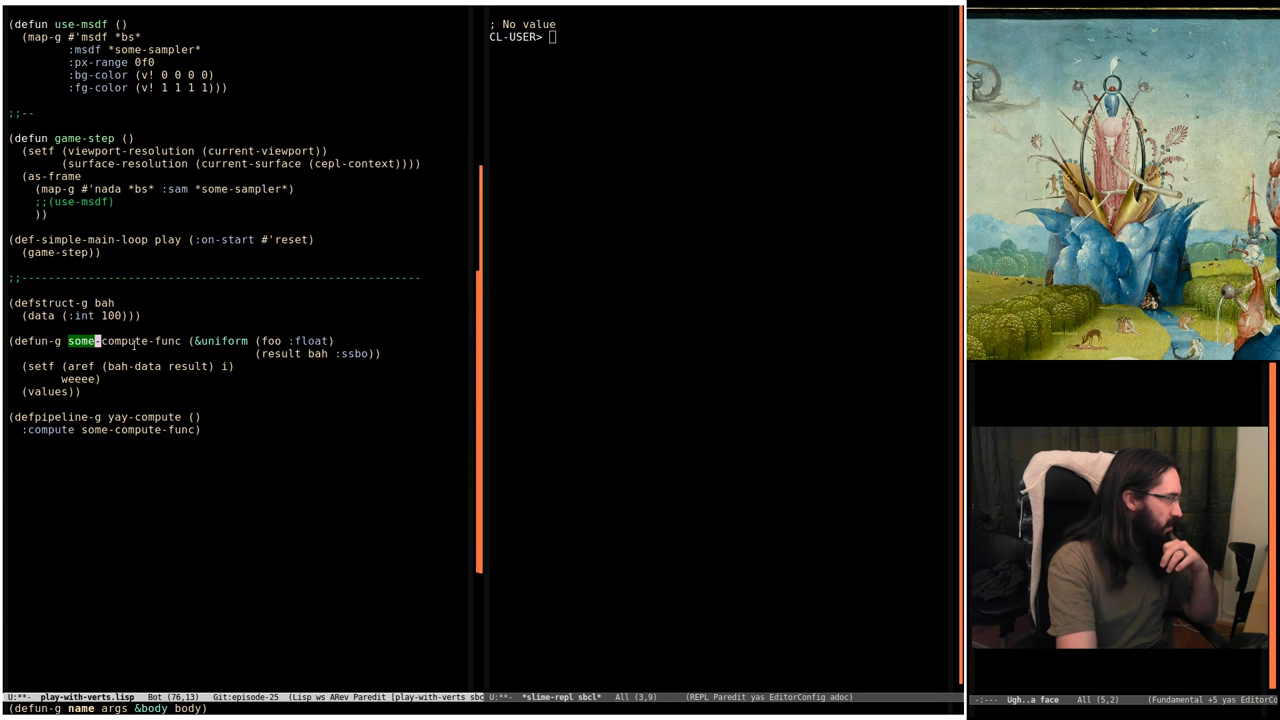 (defun use-msdf ()
  (map-g #'msdf *bs*
         :msdf *some-sampler*
         :px-range 0f0
         :bg-color (v! 0 0 0 0)
         :fg-color (v! 1 1 1 1)))
;;--
(defun game-step ()
  (setf (viewport-resolution (current-viewport))
        (surface-resolution (current-surface (cepl-context))))
  (as-frame
    (map-g #'nada *bs* :sam *some-sampler*)
    ;;(use-msdf)
    ))
(def-simple-main-loop play (:on-start #'reset)
  (game-step))
;;--------------------------------------------------------------
(defstruct-g bah
  (data (:int 100)))
(defun-g some-compute-func (&uniform (foo :float)
                                     (result bah :ssbo))
  (setf (aref (bah-data result) i)
        weeee)
  (values))
(defpipeline-g yay-compute ()
  :compute some-compute-func)
U:**-  play-with-verts.lisp   Bot (76,13)   Git:episode-25  (Lisp ws ARev Paredit [play-with-verts sbc
(defun-g name args &body body)
; No value
CL-USER>
U:**-  *slime-repl sbcl*   All (3,9)      (REPL Paredit yas EditorConfig adoc)
-:---  Ugh..a face    All (5,2)      (Fundamental +5 yas EditorCo